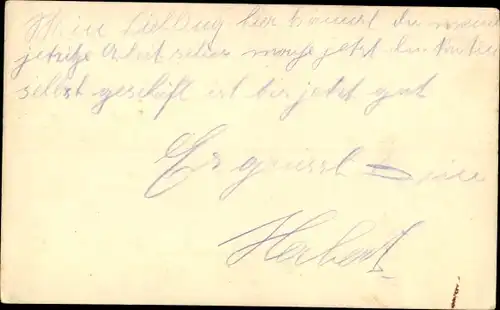 Mein Liebling hier kannst du meine
jetzige Arbeit sehen jetzt
selbst geschäft ist bis jetzt gut
Es grüsst Dein
Herbert